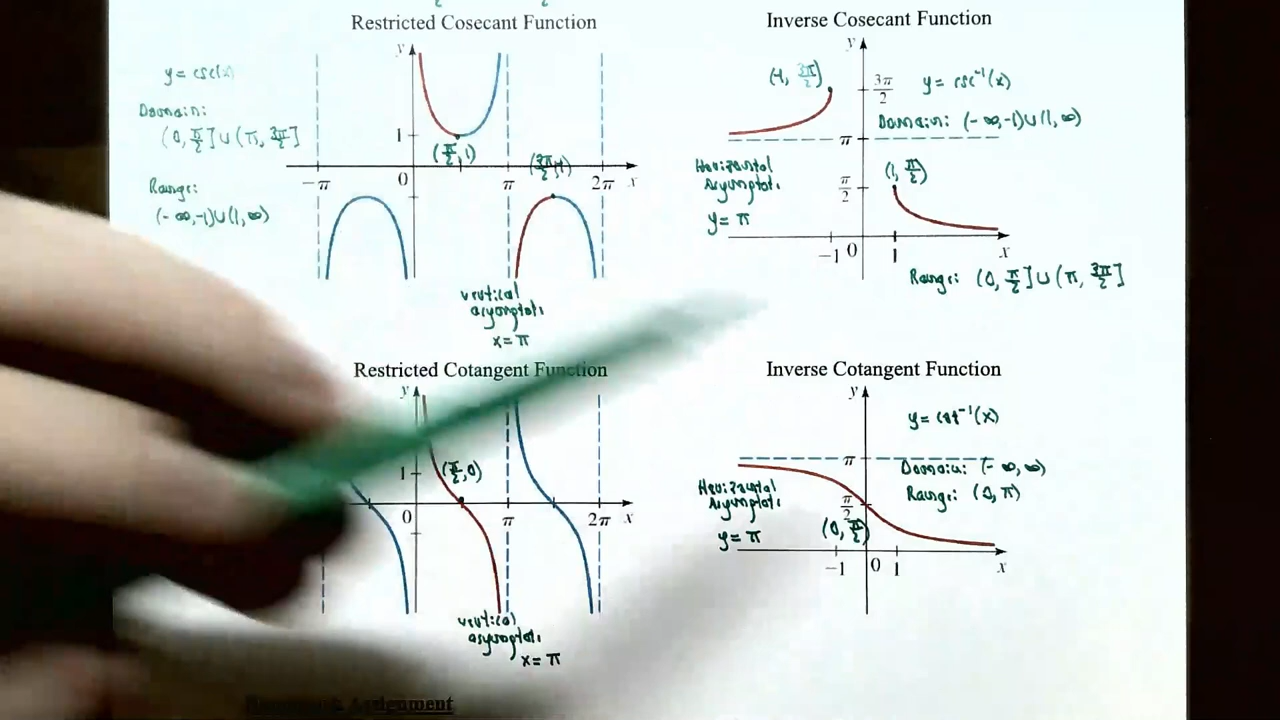 Restricted Cosecant Function
y = csc(x)
Domain:
(0, π/2] ∪ (π, 3π/2]
Range:
(-∞,-1)∪(1,∞)
y
1
(π/2, 1)
(3π/2,-1)
-π
0
π
2π
x
vertical
asymptote
x = π
Inverse Cosecant Function
y
(-1, 3π/2)
3π/2
y = csc⁻¹(x)
Domain: (-∞,-1)∪(1,∞)
π
Horizontal
Asymptote
y = π
(1, π/2)
π/2
-1
0
1
x
Range: (0, π/2]∪(π, 3π/2]
Restricted Cotangent Function
y
1
(π/2, 0)
0
π
2π
x
vertical
asymptote
x = π
Inverse Cotangent Function
y
y = cot⁻¹(x)
π
Domain: (-∞, ∞)
Range: (0, π)
Horizontal
Asymptote
y = π
π/2
(0, π/2)
-1
0
1
x
Assignment